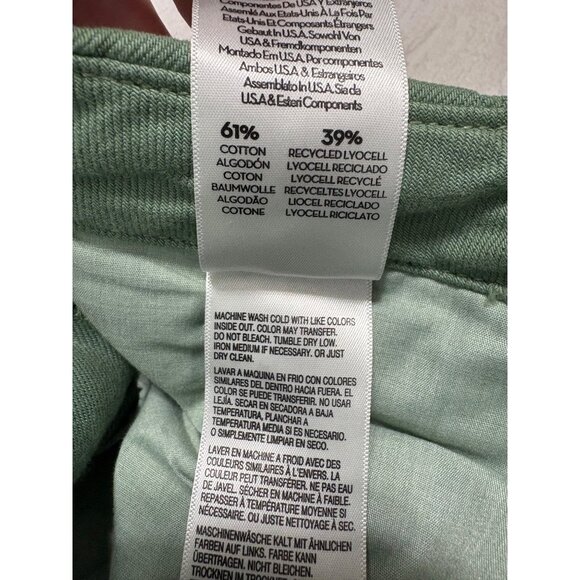 COMPONENTES DE U.S.A Y EXTRANJEROS
ASSEMLÉ AUX ETATS-UNIS À LA FOIS PAR
ETATS-UNIS ET COMPOSANTS ÉTRANGERS
GEBAUT IN U.S.A. SOWOHL VON
USA & FREMDKOMPONENTEN
MONTADO EM U.S.A POR COMPONENTES
AMBOS U.S.A & ESTRANGEIROS
ASSEMBLATO IN U.S.A. SIA DA
U.S.A & ESTERI COMPONENTS
61% 39%
COTTON RECYCLED LYOCELL
ALGODÓN LYOCELL RECICLADO
COTON LYOCELL RECYCLÉ
BAUMWOLLE RECYCELTES LYOCELL
ALGODÃO LIOCEL RECICLADO
COTONE LYOCELL RICICLATO
MACHINE WASH COLD WITH LIKE COLORS
INSIDE OUT. COLOR MAY TRANSFER.
DO NOT BLEACH. TUMBLE DRY LOW.
IRON MEDIUM IF NECESSARY. OR JUST
DRY CLEAN.
LAVAR A MAQUINA EN FRIO CON COLORES
SIMILARES DEL DENTRO HACIA FUERA. EL
COLOR SE PUEDE TRANSFERIR. NO USAR
LEJÍA. SECAR EN SECADORA A BAJA
TEMPERATURA, PLANCHAR A
TEMPERATURA MEDIA SI ES NECESARIO.
O SIMPLEMENTE LIMPIAR EN SECO.
LAVER EN MACHINE A FROID AVEC DES
COULEURS SIMILAIRES À L'ENVERS. LA
COULEUR PEUT TRANSFÉRER. NE PAS EAU
DE JAVEL. SÉCHER EN MACHINE À FAIBLE.
REPASSER À TEMPÉRATURE MOYENNE SI
NÉCESSAIRE. OU JUSTE NETTOYAGE À SEC.
MASCHINENWÄSCHE KALT MIT ÄHNLICHEN
FARBEN AUF LINKS. FARBE KANN
ÜBERTRAGEN. NICHT BLEICHEN.
TROCKNEN IM TROCKNER AUF